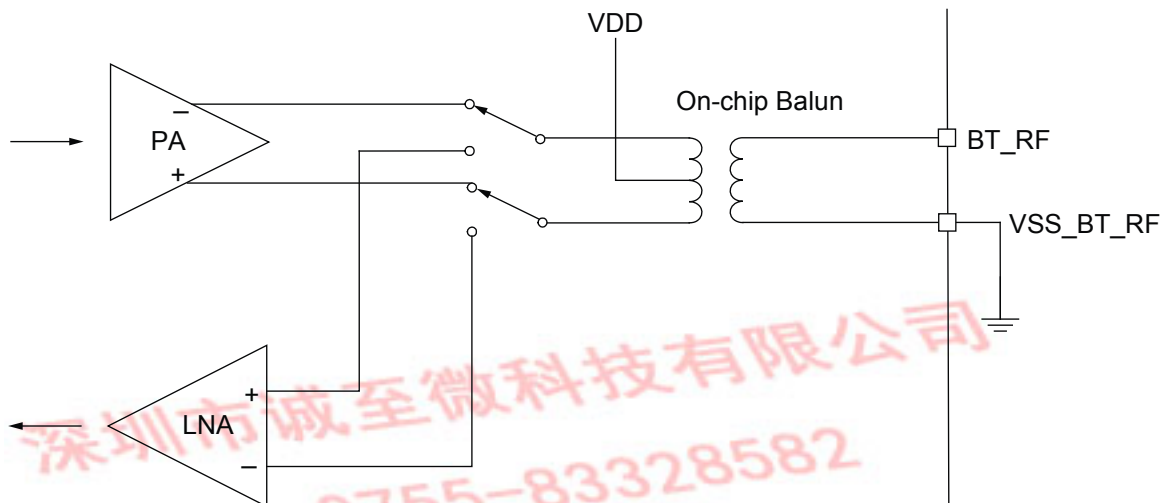 VDD
On-chip Balun
−
PA
+
BT_RF
VSS_BT_RF
+
LNA
−
深圳市诚至微科技有限公司
0755-83328582